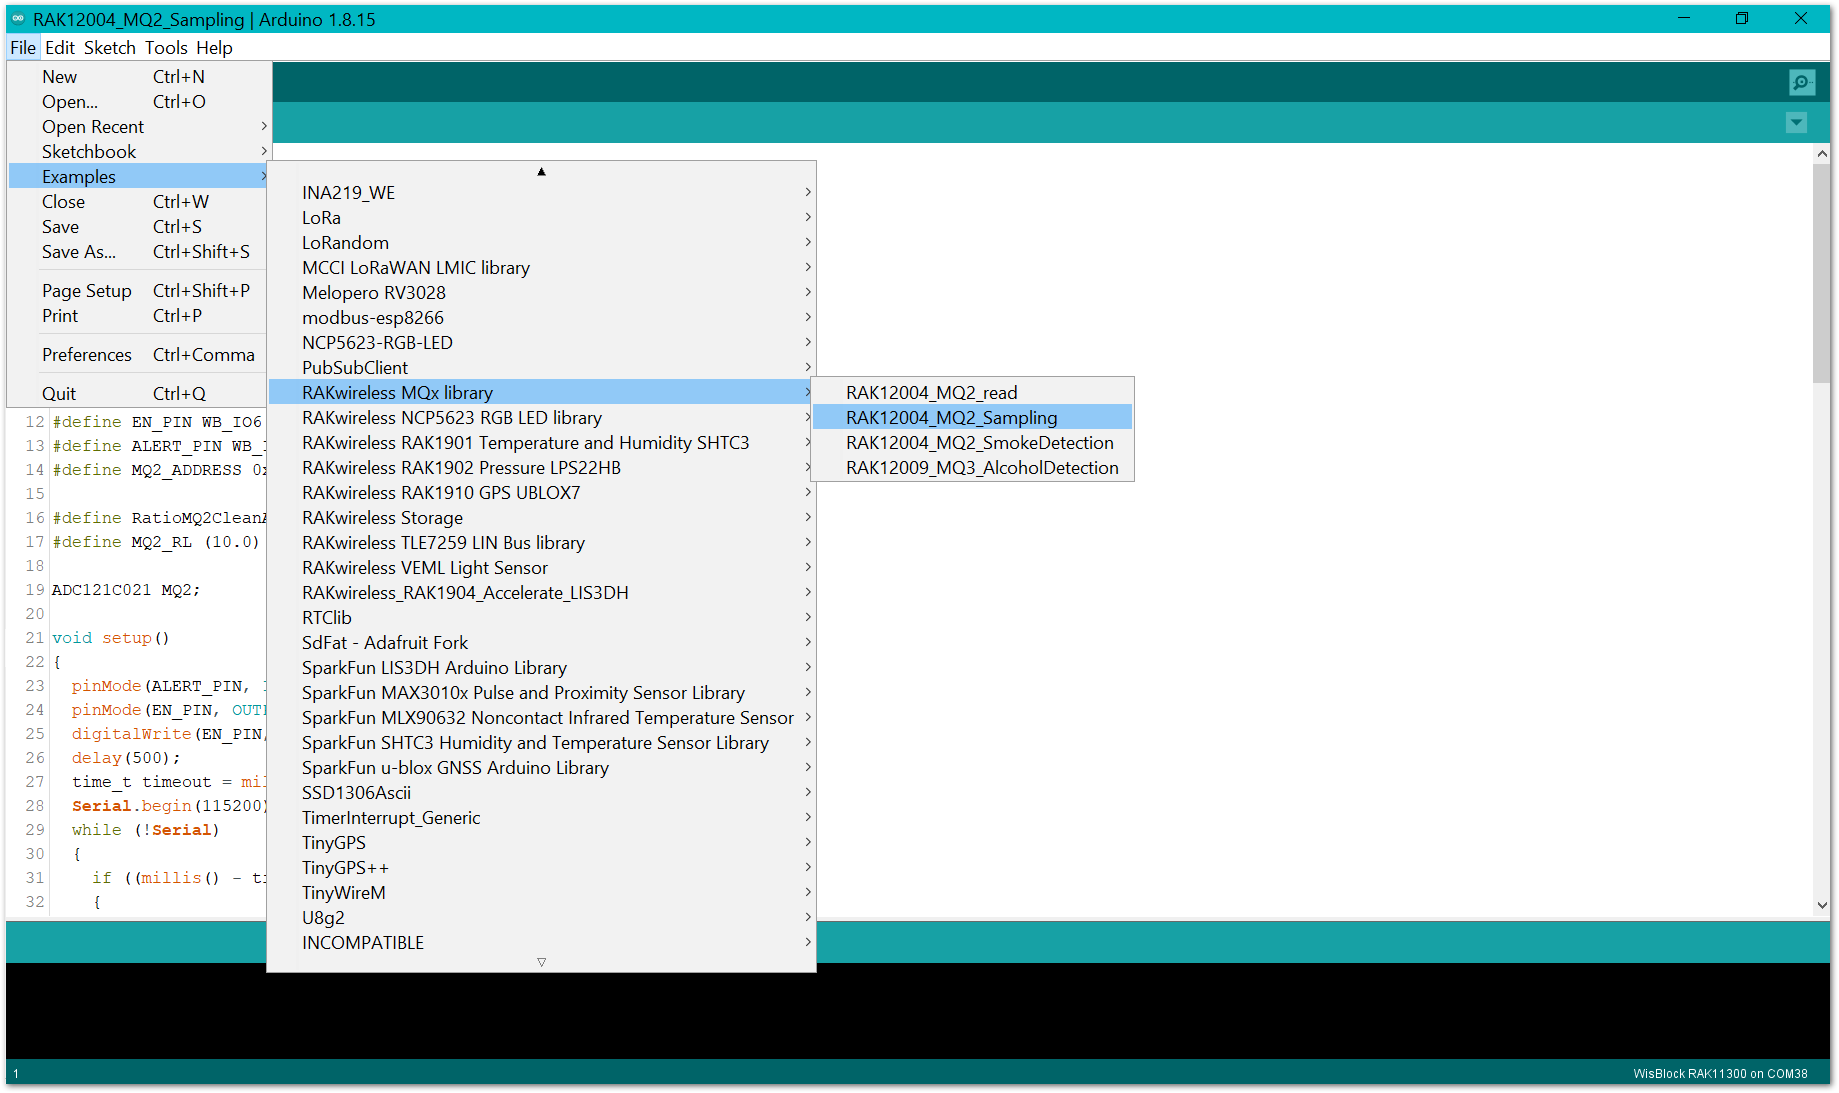 RAK12004_MQ2_Sampling | Arduino 1.8.15
File Edit Sketch Tools Help
New Ctrl+N
Open... Ctrl+O
Open Recent
Sketchbook
Examples
Close Ctrl+W
Save Ctrl+S
Save As... Ctrl+Shift+S
Page Setup Ctrl+Shift+P
Print Ctrl+P
Preferences Ctrl+Comma
Quit Ctrl+Q
INA219_WE
LoRa
LoRandom
MCCI LoRaWAN LMIC library
Melopero RV3028
modbus-esp8266
NCP5623-RGB-LED
PubSubClient
RAKwireless MQx library
RAKwireless NCP5623 RGB LED library
RAKwireless RAK1901 Temperature and Humidity SHTC3
RAKwireless RAK1902 Pressure LPS22HB
RAKwireless RAK1910 GPS UBLOX7
RAKwireless Storage
RAKwireless TLE7259 LIN Bus library
RAKwireless VEML Light Sensor
RAKwireless_RAK1904_Accelerate_LIS3DH
RTClib
SdFat - Adafruit Fork
SparkFun LIS3DH Arduino Library
SparkFun MAX3010x Pulse and Proximity Sensor Library
SparkFun MLX90632 Noncontact Infrared Temperature Sensor
SparkFun SHTC3 Humidity and Temperature Sensor Library
SparkFun u-blox GNSS Arduino Library
SSD1306Ascii
TimerInterrupt_Generic
TinyGPS
TinyGPS++
TinyWireM
U8g2
INCOMPATIBLE
RAK12004_MQ2_read
RAK12004_MQ2_Sampling
RAK12004_MQ2_SmokeDetection
RAK12009_MQ3_AlcoholDetection
12 #define EN_PIN WB_IO6
13 #define ALERT_PIN WB_
14 #define MQ2_ADDRESS 0
15
16 #define RatioMQ2Clean
17 #define MQ2_RL (10.0)
18
19 ADC121C021 MQ2;
20
21 void setup()
22 {
23 pinMode(ALERT_PIN,
24 pinMode(EN_PIN, OUT
25 digitalWrite(EN_PIN,
26 delay(500);
27 time_t timeout = mil
28 Serial.begin(115200)
29 while (!Serial)
30 {
31 if ((millis() - t
32 {
1
WisBlock RAK11300 on COM38